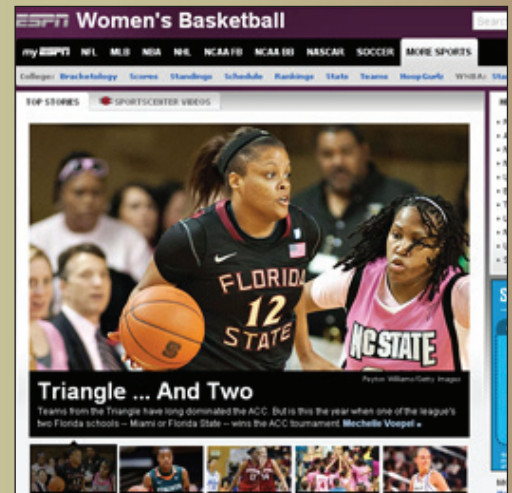 ESPN Women's Basketball
Search
my ESPN NFL MLB NBA NHL NCAA FB NCAA BB NASCAR SOCCER MORE SPORTS
College: Bracketology Scores Standings Schedule Rankings Stats Teams HoopGurlz WNBA:
TOP STORIES SPORTSCENTER VIDEOS
FLORIDA
12
STATE
NC STATE
Peyton Williams/Getty Images
Triangle ... And Two
Teams from the Triangle have long dominated the ACC. But is this the year when one of the league's
two Florida schools -- Miami or Florida State -- wins the ACC tournament. Mechelle Voepel »